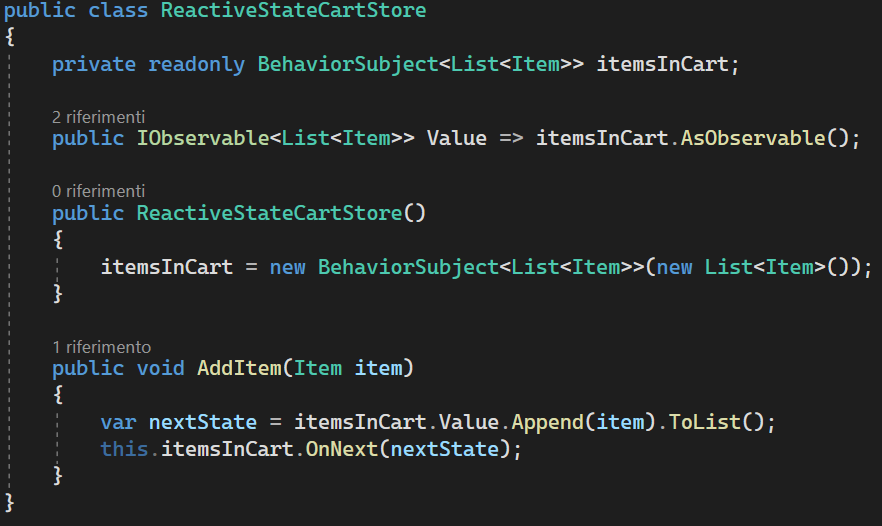 public class ReactiveStateCartStore
{
private readonly BehaviorSubject<List<Item>> itemsInCart;
2 riferimenti
public IObservable<List<Item>> Value => itemsInCart.AsObservable();
0 riferimenti
public ReactiveStateCartStore()
{
itemsInCart = new BehaviorSubject<List<Item>>(new List<Item>());
}
1 riferimento
public void AddItem(Item item)
{
var nextState = itemsInCart.Value.Append(item).ToList();
this.itemsInCart.OnNext(nextState);
}
}